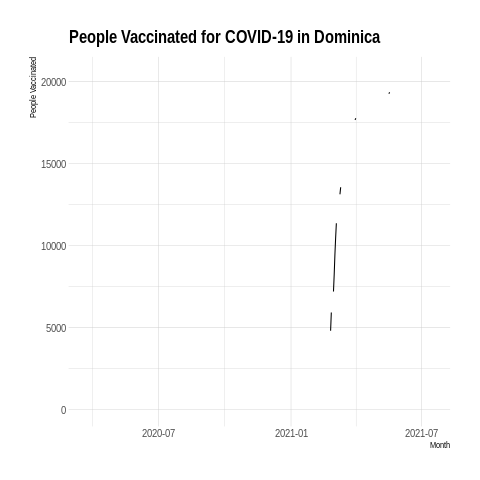 People Vaccinated for COVID-19 in Dominica
People Vaccinated
20000
15000
10000
5000
0
2020-07
2021-01
2021-07
Month